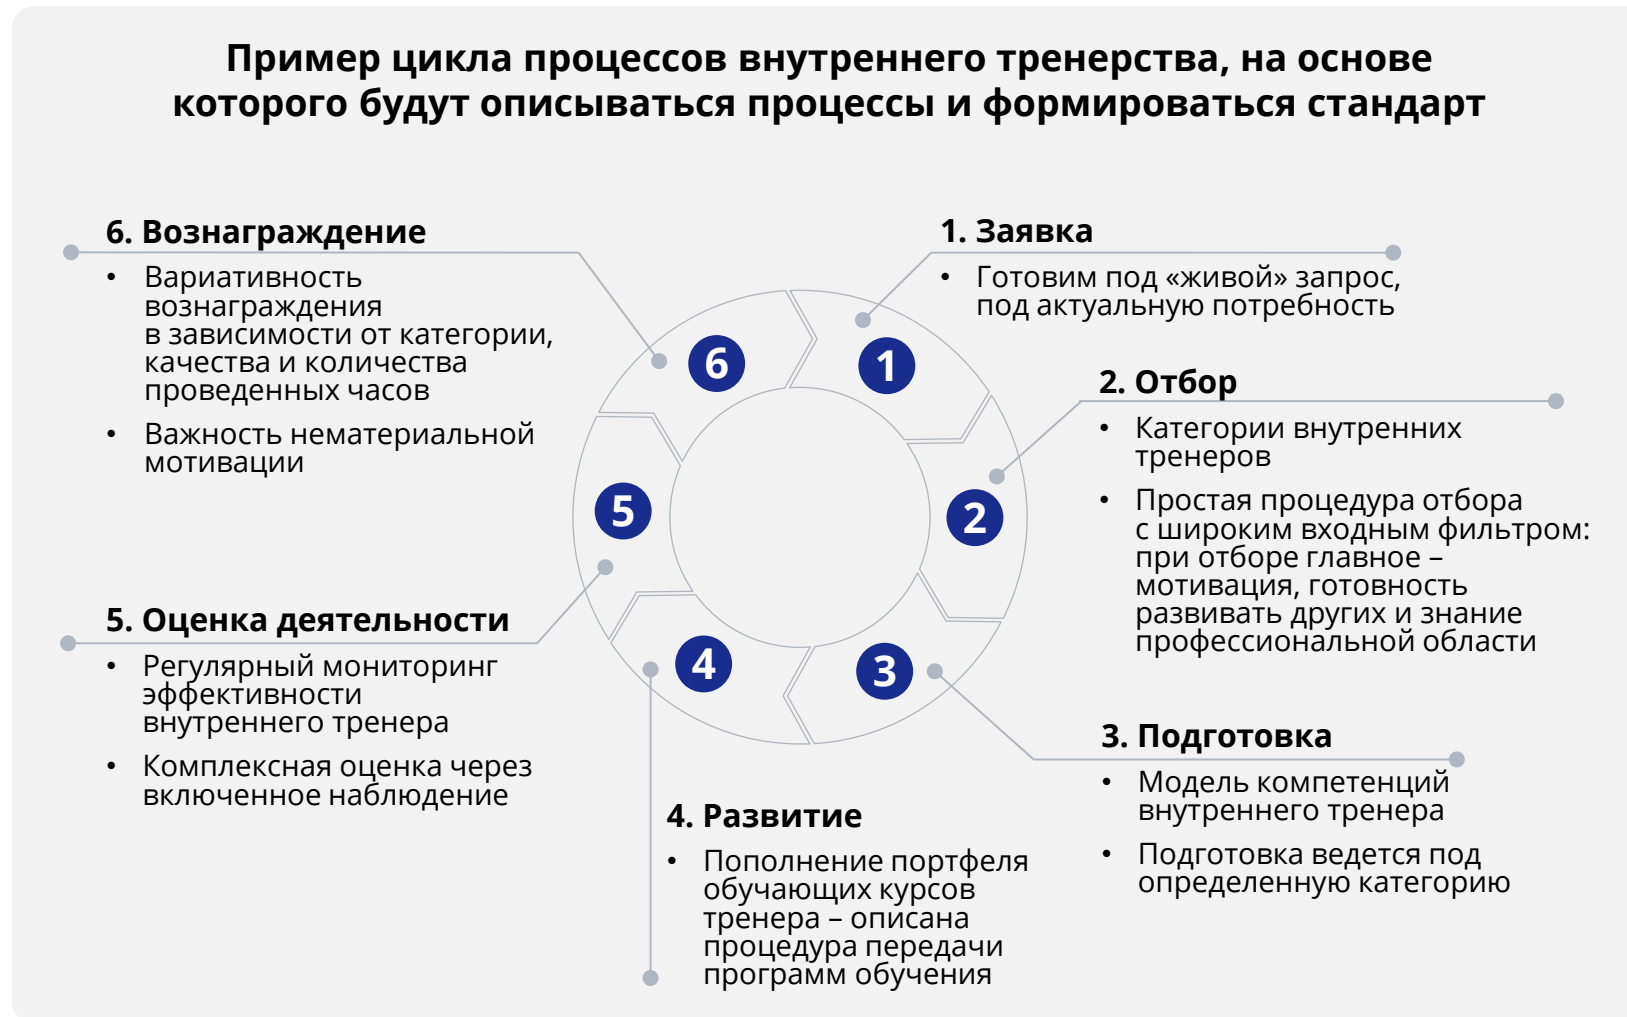 Пример цикла процессов внутреннего тренерства, на основе
которого будут описываться процессы и формироваться стандарт
1. Заявка
• Готовим под «живой» запрос,
под актуальную потребность
2. Отбор
• Категории внутренних
тренеров
• Простая процедура отбора
с широким входным фильтром:
при отборе главное –
мотивация, готовность
развивать других и знание
профессиональной области
3. Подготовка
• Модель компетенций
внутреннего тренера
• Подготовка ведется под
определенную категорию
4. Развитие
• Пополнение портфеля
обучающих курсов
тренера – описана
процедура передачи
программ обучения
5. Оценка деятельности
• Регулярный мониторинг
эффективности
внутреннего тренера
• Комплексная оценка через
включенное наблюдение
6. Вознаграждение
• Вариативность
вознаграждения
в зависимости от категории,
качества и количества
проведенных часов
• Важность нематериальной
мотивации
1
2
3
4
5
6